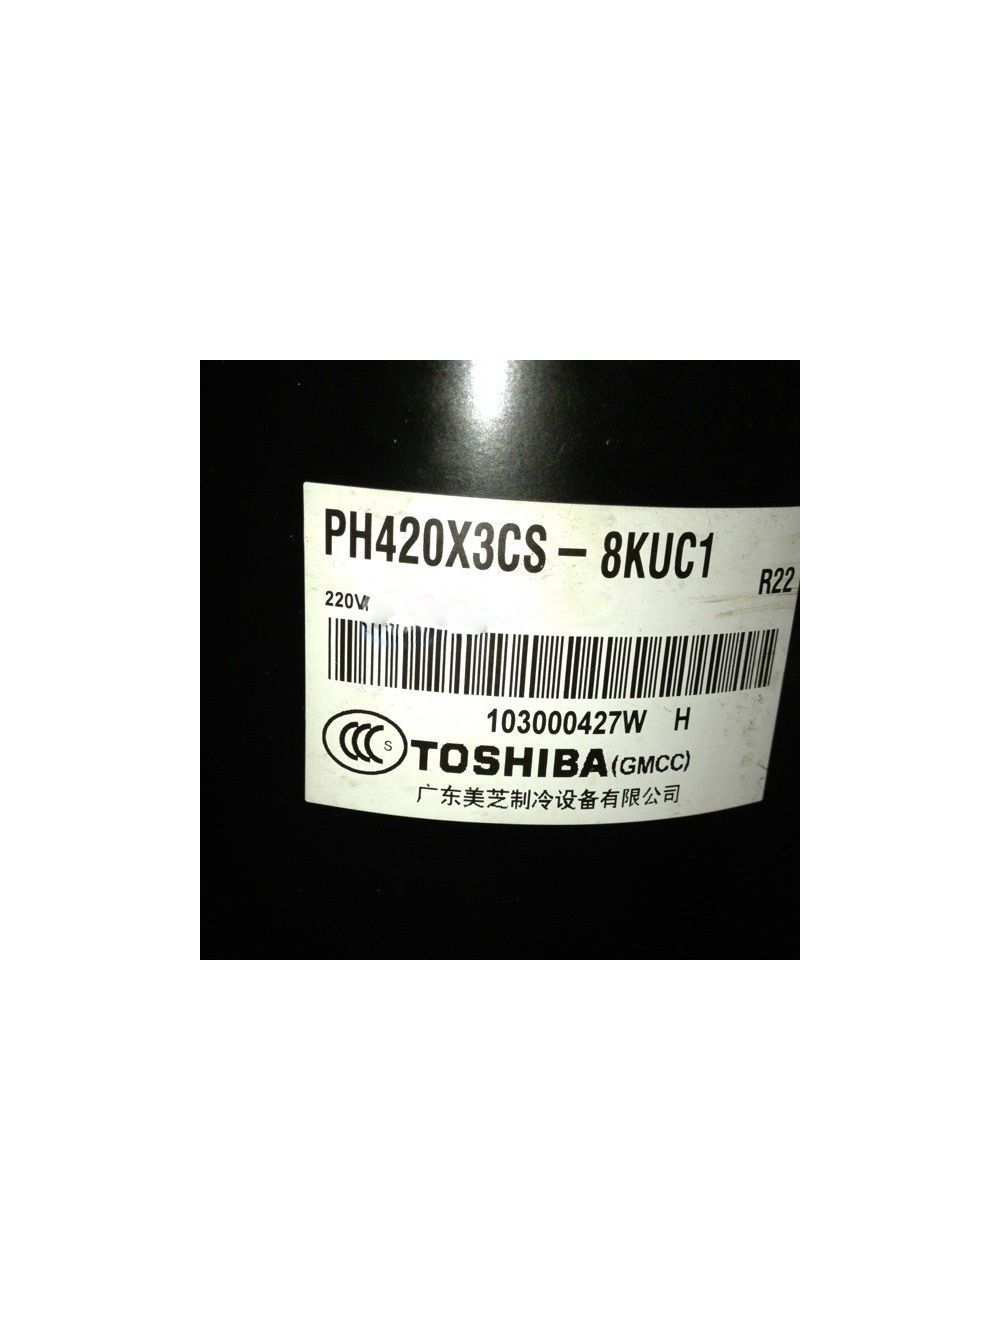 PH420X3CS - 8KUC1
R22
220V
103000427W H
S
TOSHIBA (GMCC)
广东美芝制冷设备有限公司